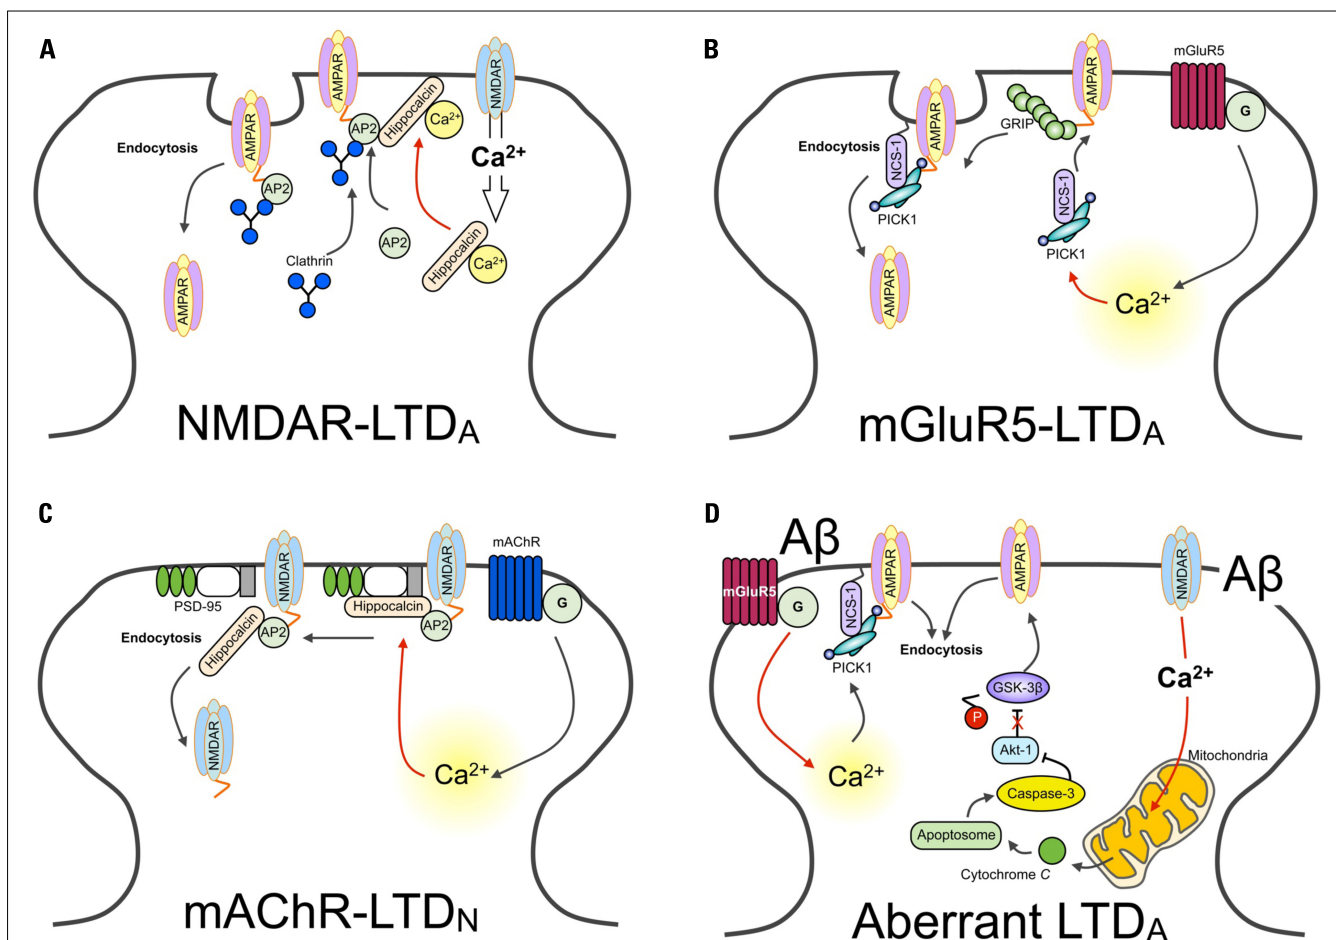 A
AMPAR
NMDAR
AMPAR
Hippocalcin
Ca2+
AP2
Endocytosis
Ca2+
AP2
AP2
Hippocalcin
Ca2+
Clathrin
AMPAR
NMDAR-LTDA
B
mGluR5
AMPAR
G
AMPAR
GRIP
Endocytosis
NCS-1
NCS-1
PICK1
PICK1
AMPAR
Ca2+
mGluR5-LTDA
C
mAChR
NMDAR
NMDAR
PSD-95
Hippocalcin
G
Endocytosis
Hippocalcin
AP2
AP2
NMDAR
Ca2+
mAChR-LTDN
D
Aβ
AMPAR
AMPAR
NMDAR
Aβ
mGluR5
G
NCS-1
Endocytosis
PICK1
GSK-3β
Ca2+
P
Akt-1
Mitochondria
Ca2+
Caspase-3
Apoptosome
Cytochrome C
Aberrant LTDA